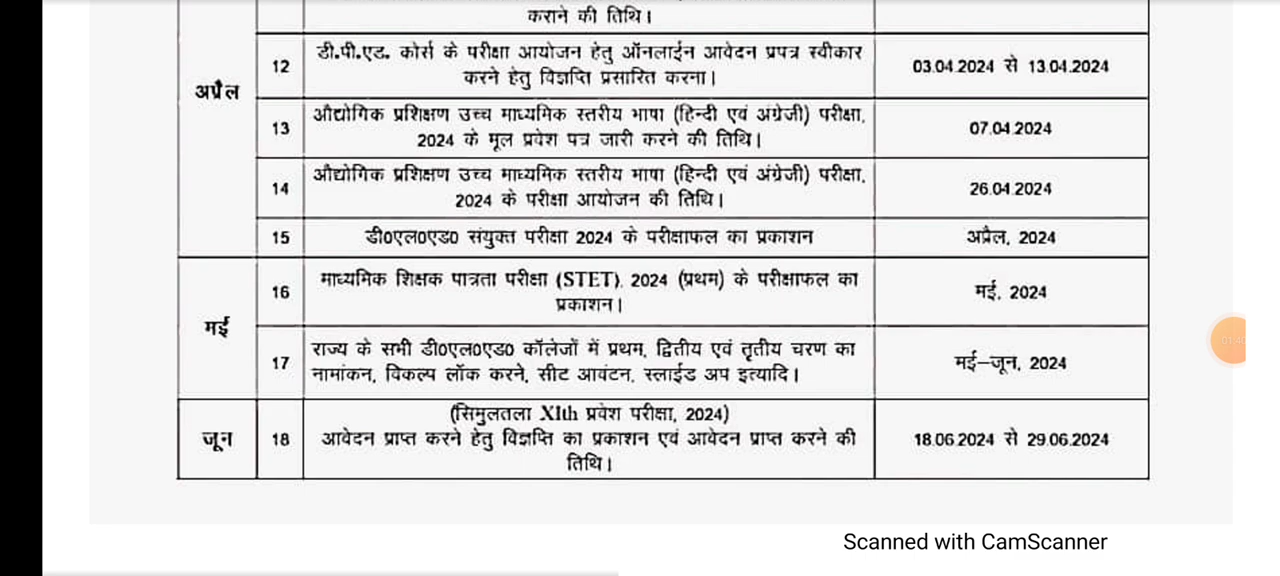 कराने की तिथि।
अप्रैल
12
डी.पी.एड. कोर्स के परीक्षा आयोजन हेतु ऑनलाईन आवेदन प्रपत्र स्वीकार
करने हेतु विज्ञप्ति प्रसारित करना।
03.04.2024 से 13.04.2024
13
औद्योगिक प्रशिक्षण उच्च माध्यमिक स्तरीय भाषा (हिन्दी एवं अंग्रेजी) परीक्षा,
2024 के मूल प्रवेश पत्र जारी करने की तिथि।
07.04.2024
14
औद्योगिक प्रशिक्षण उच्च माध्यमिक स्तरीय भाषा (हिन्दी एवं अंग्रेजी) परीक्षा,
2024 के परीक्षा आयोजन की तिथि।
26.04.2024
15
डी0एल0एड0 संयुक्त परीक्षा 2024 के परीक्षाफल का प्रकाशन
अप्रैल, 2024
मई
16
माध्यमिक शिक्षक पात्रता परीक्षा (STET), 2024 (प्रथम) के परीक्षाफल का
प्रकाशन।
मई, 2024
17
राज्य के सभी डी0एल0एड0 कॉलेजों में प्रथम, द्वितीय एवं तृतीय चरण का
नामांकन, विकल्प लॉक करने, सीट आवंटन, स्लाईड अप इत्यादि।
मई–जून, 2024
जून
18
(सिमुलतला XIth प्रवेश परीक्षा, 2024)
आवेदन प्राप्त करने हेतु विज्ञप्ति का प्रकाशन एवं आवेदन प्राप्त करने की
तिथि।
18.06.2024 से 29.06.2024
Scanned with CamScanner